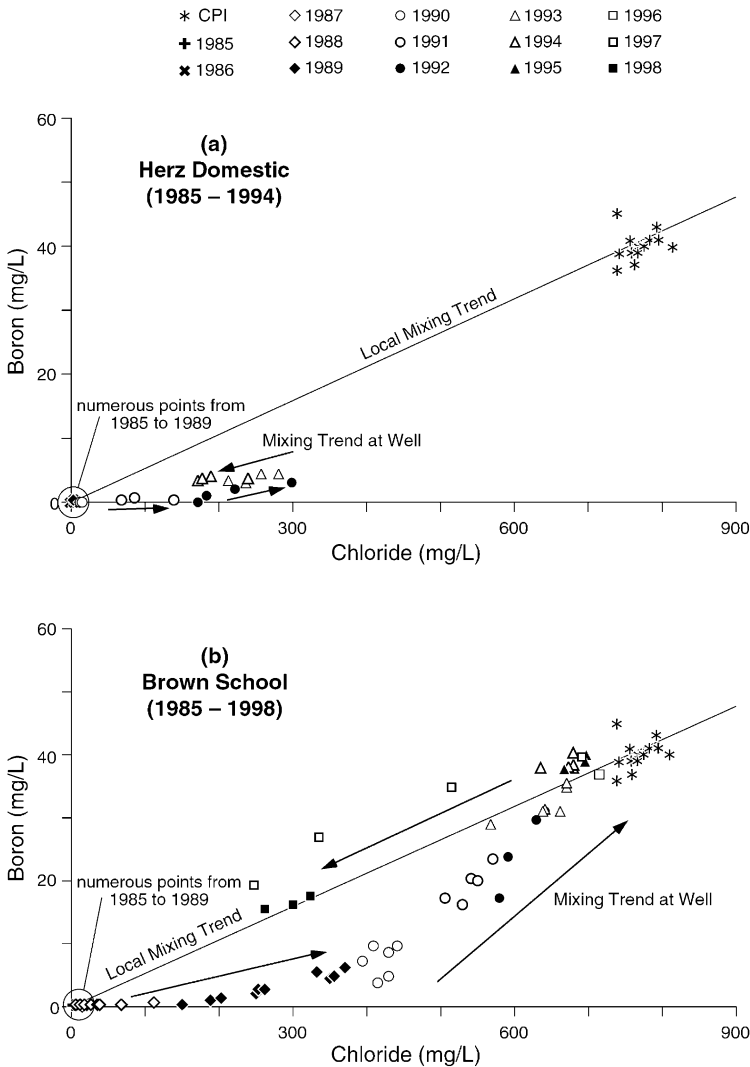 CPI 1987 1990 1993 1996
1985 1988 1991 1994 1997
1986 1989 1992 1995 1998
60
(a)
Herz Domestic
(1985 – 1994)
40
Boron (mg/L)
Local Mixing Trend
20
numerous points from
1985 to 1989
Mixing Trend at Well
0
0 300 600 900
Chloride (mg/L)
60
(b)
Brown School
(1985 – 1998)
40
Boron (mg/L)
20
numerous points from
1985 to 1989
Mixing Trend at Well
Local Mixing Trend
0
0 300 600 900
Chloride (mg/L)